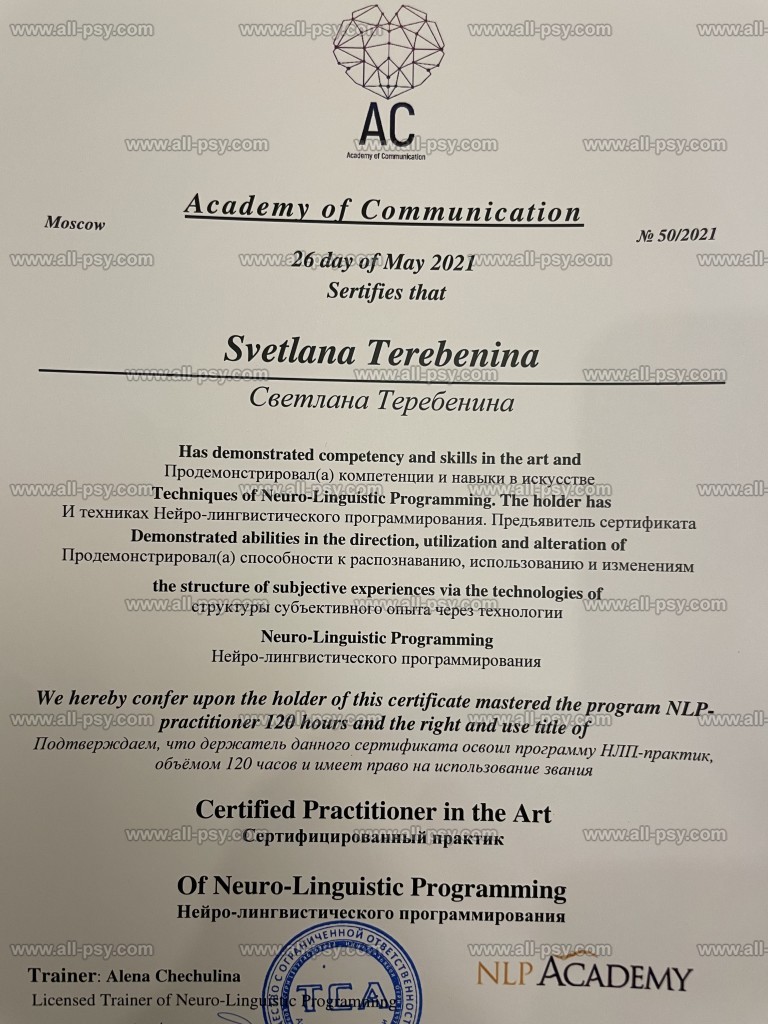 AC
Academy of Communication
Academy of Communication
Moscow
№ 50/2021
26 day of May 2021
Sertifies that
Svetlana Terebenina
Светлана Теребенина
Has demonstrated competency and skills in the art and
Продемонстрировал(а) компетенции и навыки в искусстве
Techniques of Neuro-Linguistic Programming. The holder has
И техниках Нейро-лингвистического программирования. Предъявитель сертификата
Demonstrated abilities in the direction, utilization and alteration of
Продемонстрировал(а) способности к распознаванию, использованию и изменениям
the structure of subjective experiences via the technologies of
структуры субъективного опыта через технологии
Neuro-Linguistic Programming
Нейро-лингвистического программирования
We hereby confer upon the holder of this certificate mastered the program NLP-
practitioner 120 hours and the right and use title of
Подтверждаем, что держатель данного сертификата освоил программу НЛП-практик,
объёмом 120 часов и имеет право на использование звания
Certified Practitioner in the Art
Сертифицированный практик
Of Neuro-Linguistic Programming
Нейро-лингвистического программирования
Trainer: Alena Chechulina
Licensed Trainer of Neuro-Linguistic Programming
С ОГРАНИЧЕННОЙ ОТВЕТСТВЕННОС
TCA
NLP ACADEMY
www.all-psy.com